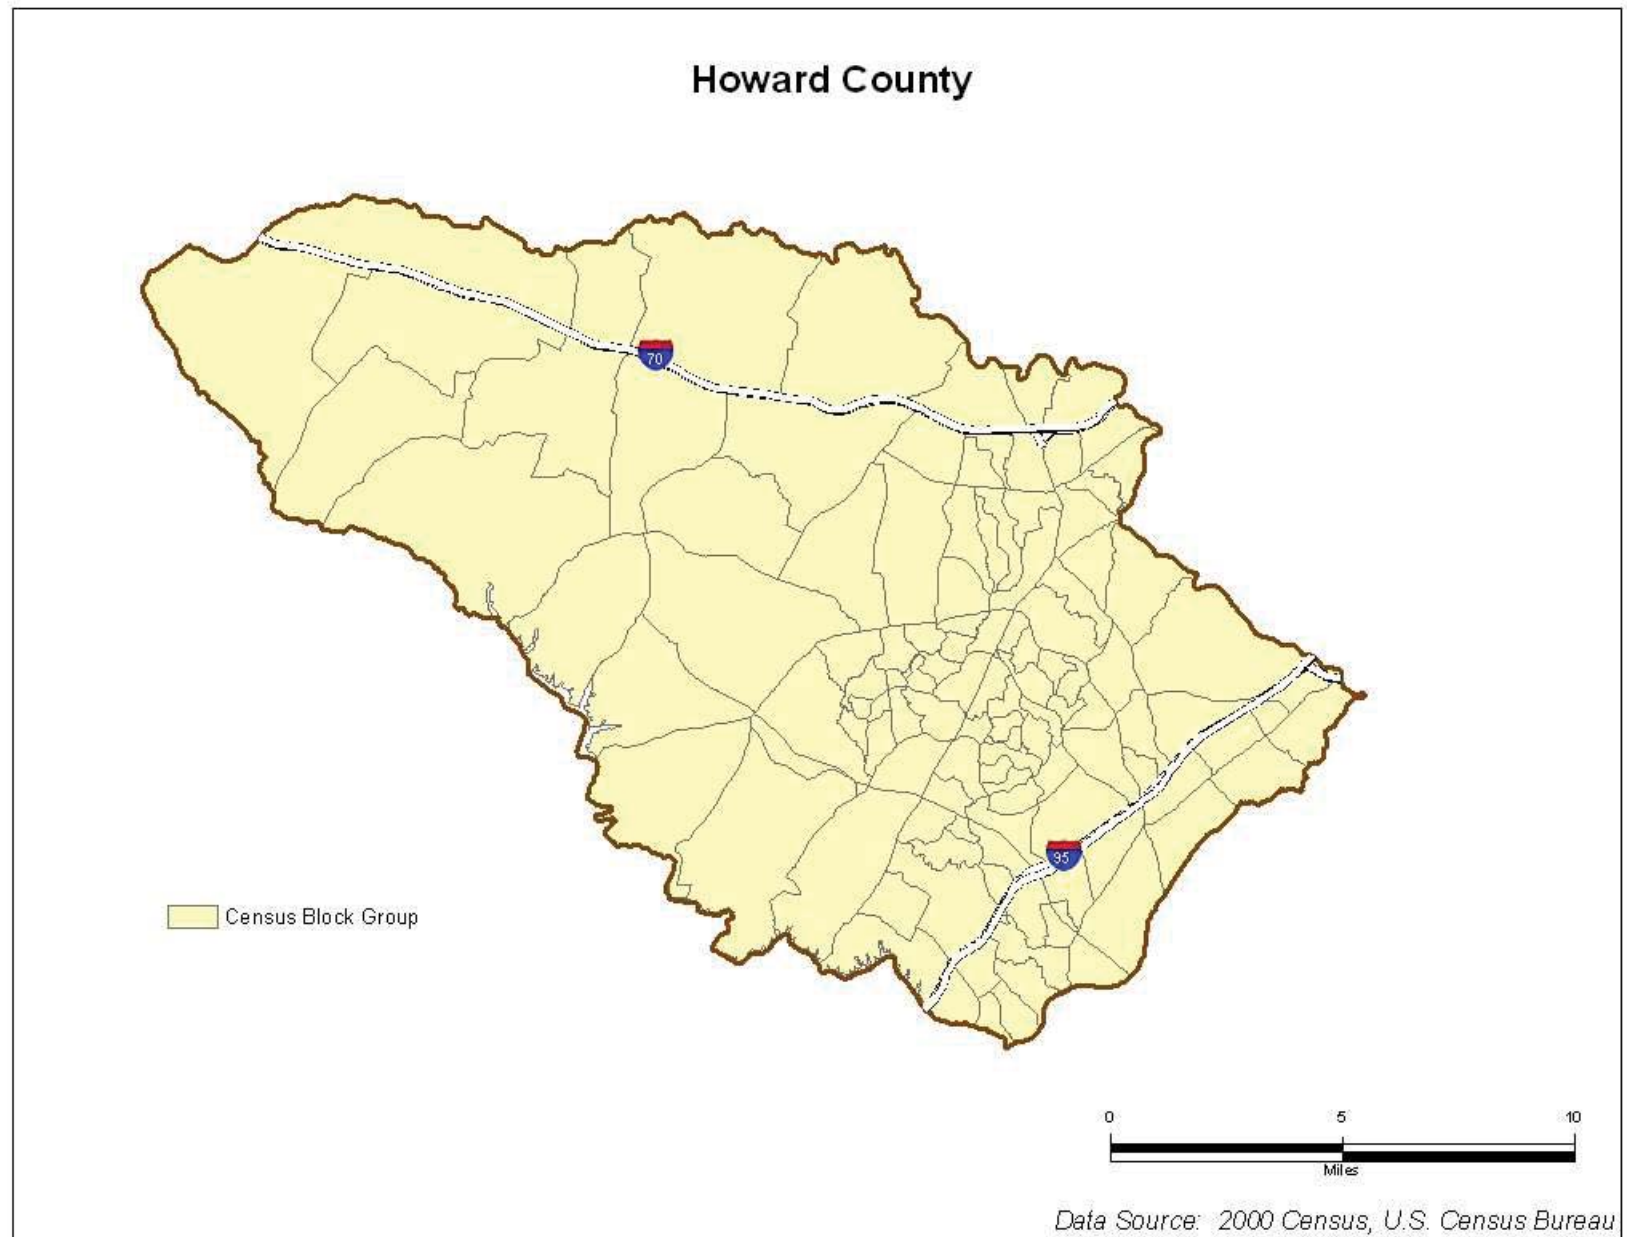 Howard County
70
95
Census Block Group
0 5 10
Miles
Data Source: 2000 Census, U.S. Census Bureau